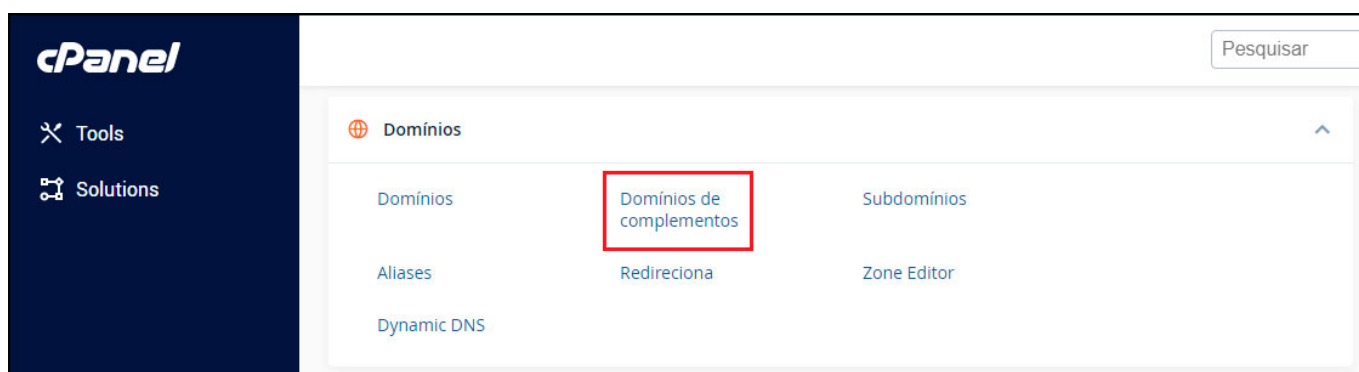 cPanel
Pesquisar
Tools
Solutions
Domínios
Domínios
Domínios de
complementos
Subdomínios
Aliases
Redireciona
Zone Editor
Dynamic DNS